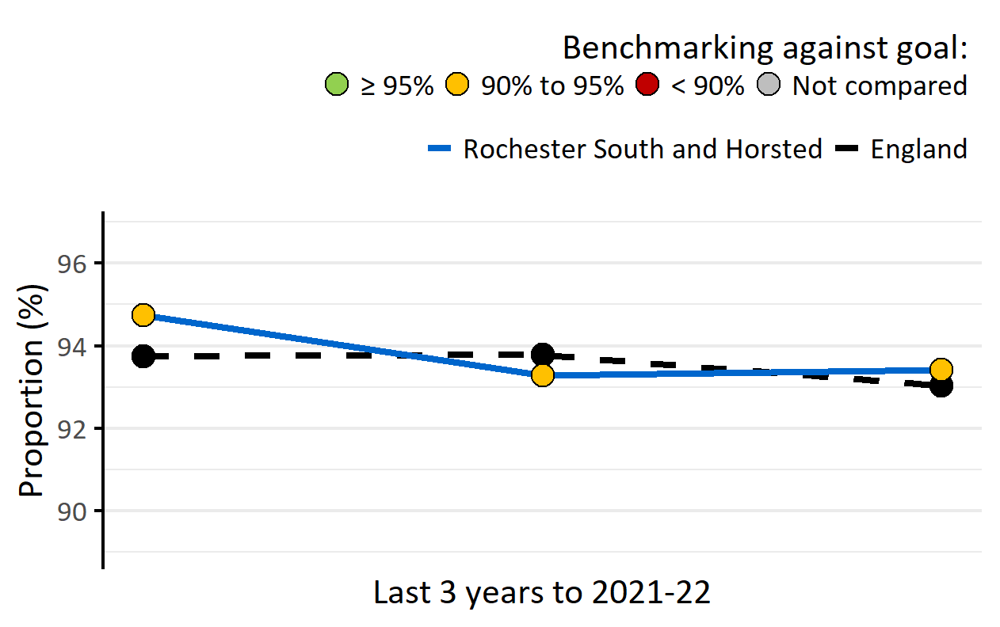 Benchmarking against goal:
≥ 95% 90% to 95% < 90% Not compared
Rochester South and Horsted England
Proportion (%)
96
94
92
90
Last 3 years to 2021-22